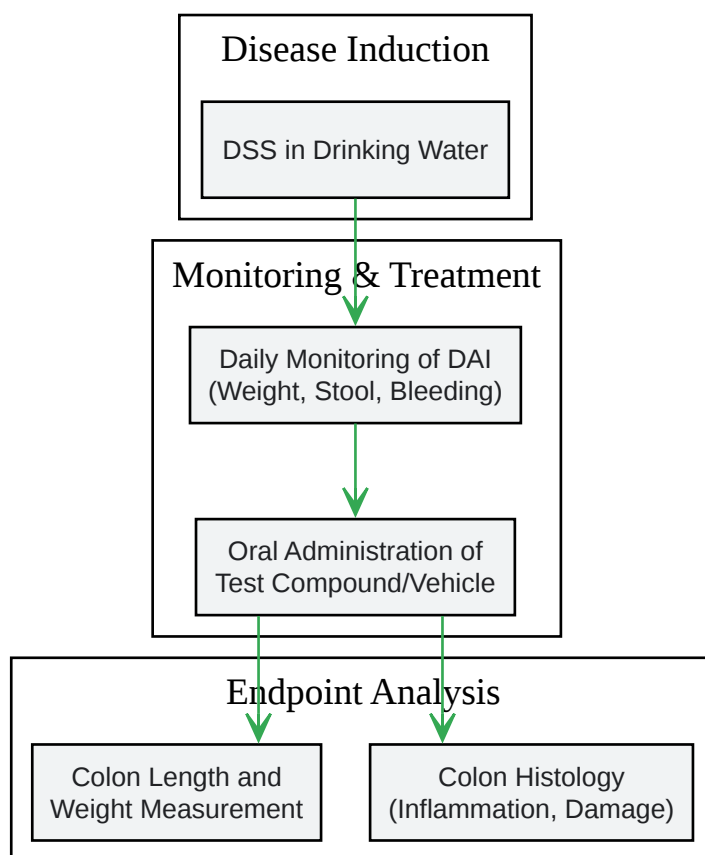 Disease Induction
DSS in Drinking Water
Monitoring & Treatment
Daily Monitoring of DAI
(Weight, Stool, Bleeding)
Oral Administration of
Test Compound/Vehicle
Endpoint Analysis
Colon Length and
Weight Measurement
Colon Histology
(Inflammation, Damage)